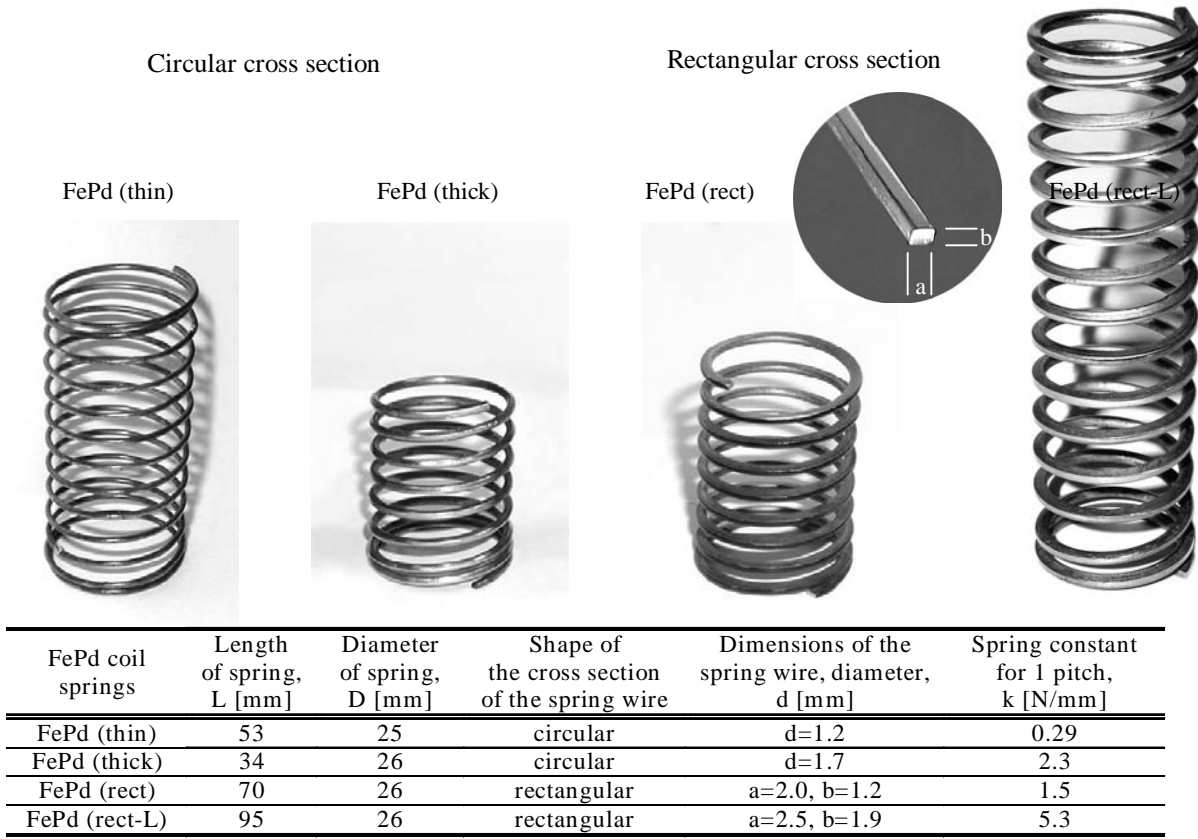 Circular cross section
Rectangular cross section
FePd (thin)
FePd (thick)
FePd (rect)
FePd (rect-L)
b
a
FePd coil springs
Length of spring, L [mm]
Diameter of spring, D [mm]
Shape of the cross section of the spring wire
Dimensions of the spring wire, diameter, d [mm]
Spring constant for 1 pitch, k [N/mm]
FePd (thin) 53 25 circular d=1.2 0.29
FePd (thick) 34 26 circular d=1.7 2.3
FePd (rect) 70 26 rectangular a=2.0, b=1.2 1.5
FePd (rect-L) 95 26 rectangular a=2.5, b=1.9 5.3